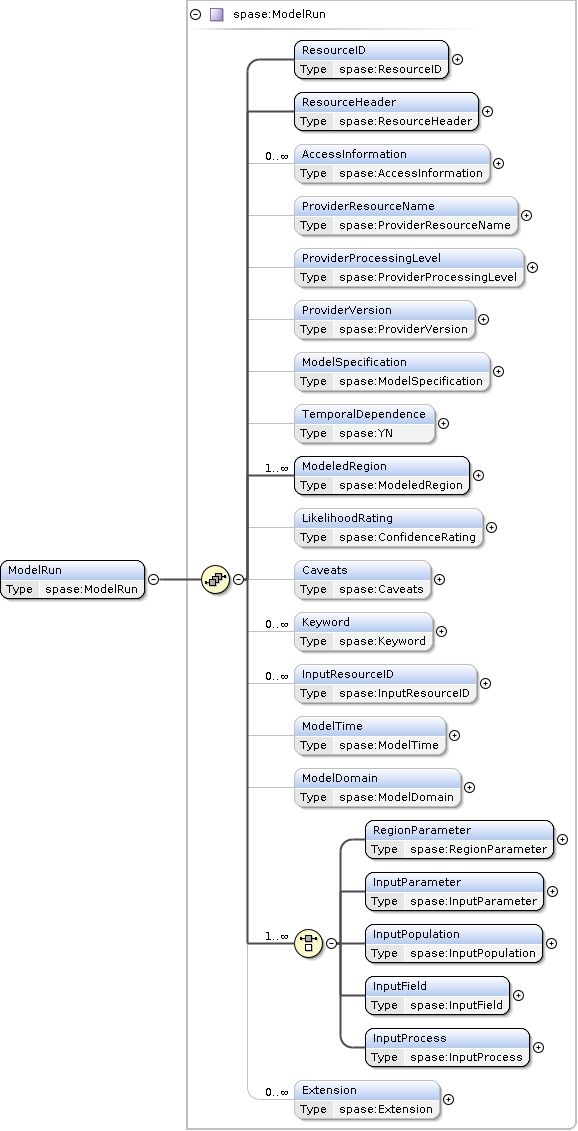 spase:ModelRun
ResourceID
Type spase:ResourceID
ResourceHeader
Type spase:ResourceHeader
0..∞
AccessInformation
Type spase:AccessInformation
ProviderResourceName
Type spase:ProviderResourceName
ProviderProcessingLevel
Type spase:ProviderProcessingLevel
ProviderVersion
Type spase:ProviderVersion
ModelSpecification
Type spase:ModelSpecification
TemporalDependence
Type spase:YN
1..∞
ModeledRegion
Type spase:ModeledRegion
LikelihoodRating
Type spase:ConfidenceRating
ModelRun
Type spase:ModelRun
Caveats
Type spase:Caveats
0..∞
Keyword
Type spase:Keyword
0..∞
InputResourceID
Type spase:InputResourceID
ModelTime
Type spase:ModelTime
ModelDomain
Type spase:ModelDomain
1..∞
RegionParameter
Type spase:RegionParameter
InputParameter
Type spase:InputParameter
InputPopulation
Type spase:InputPopulation
InputField
Type spase:InputField
InputProcess
Type spase:InputProcess
0..∞
Extension
Type spase:Extension